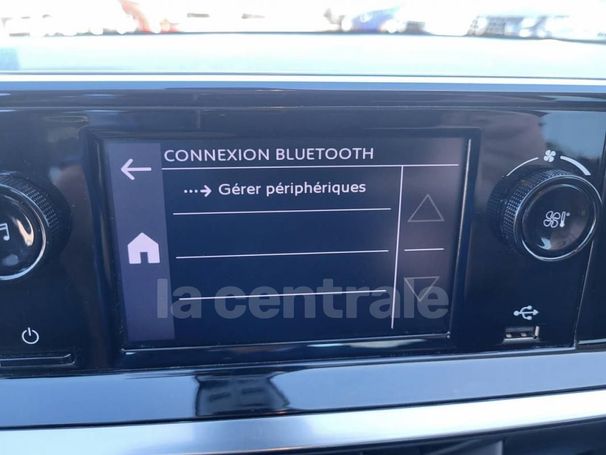 CONNEXION BLUETOOTH
Gérer périphériques
la centrale